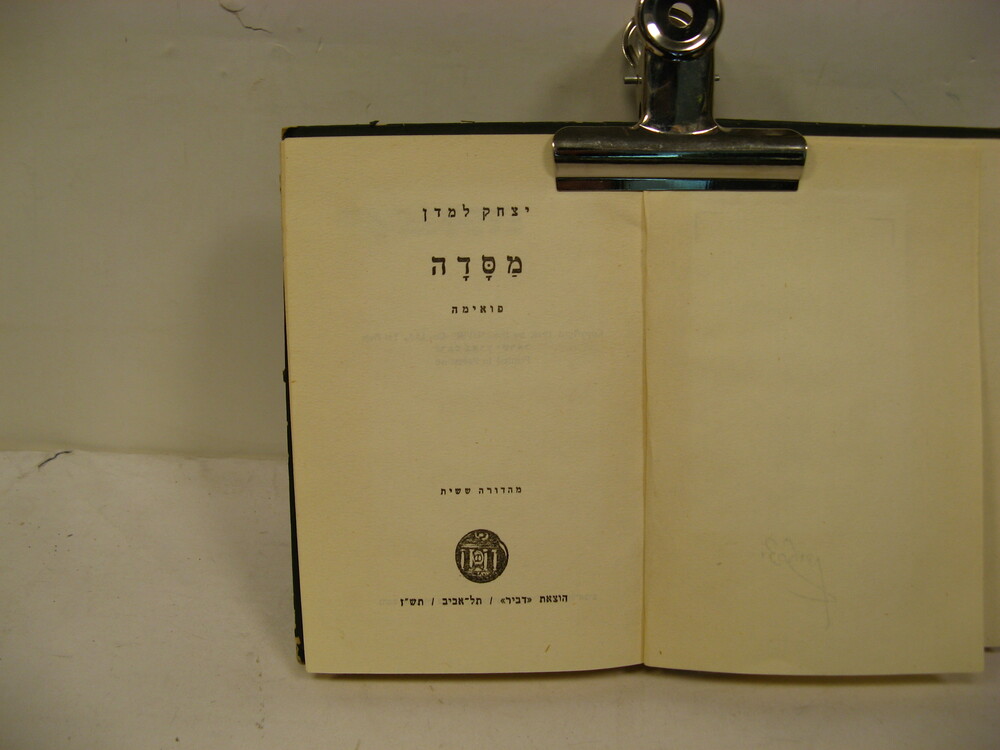 יצחק למדן
מַסָּדָה
פואימה
מהדורה ששית
הוצאת «דביר» / תל־אביב / תש"ז